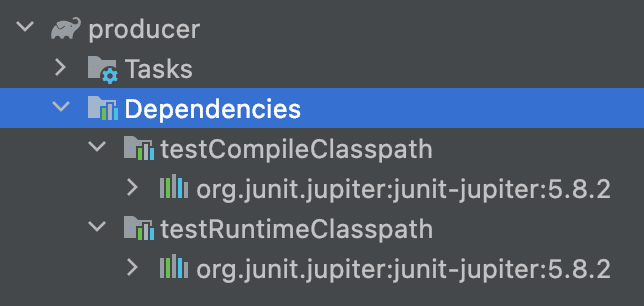 producer
Tasks
Dependencies
testCompileClasspath
org.junit.jupiter:junit-jupiter:5.8.2
testRuntimeClasspath
org.junit.jupiter:junit-jupiter:5.8.2